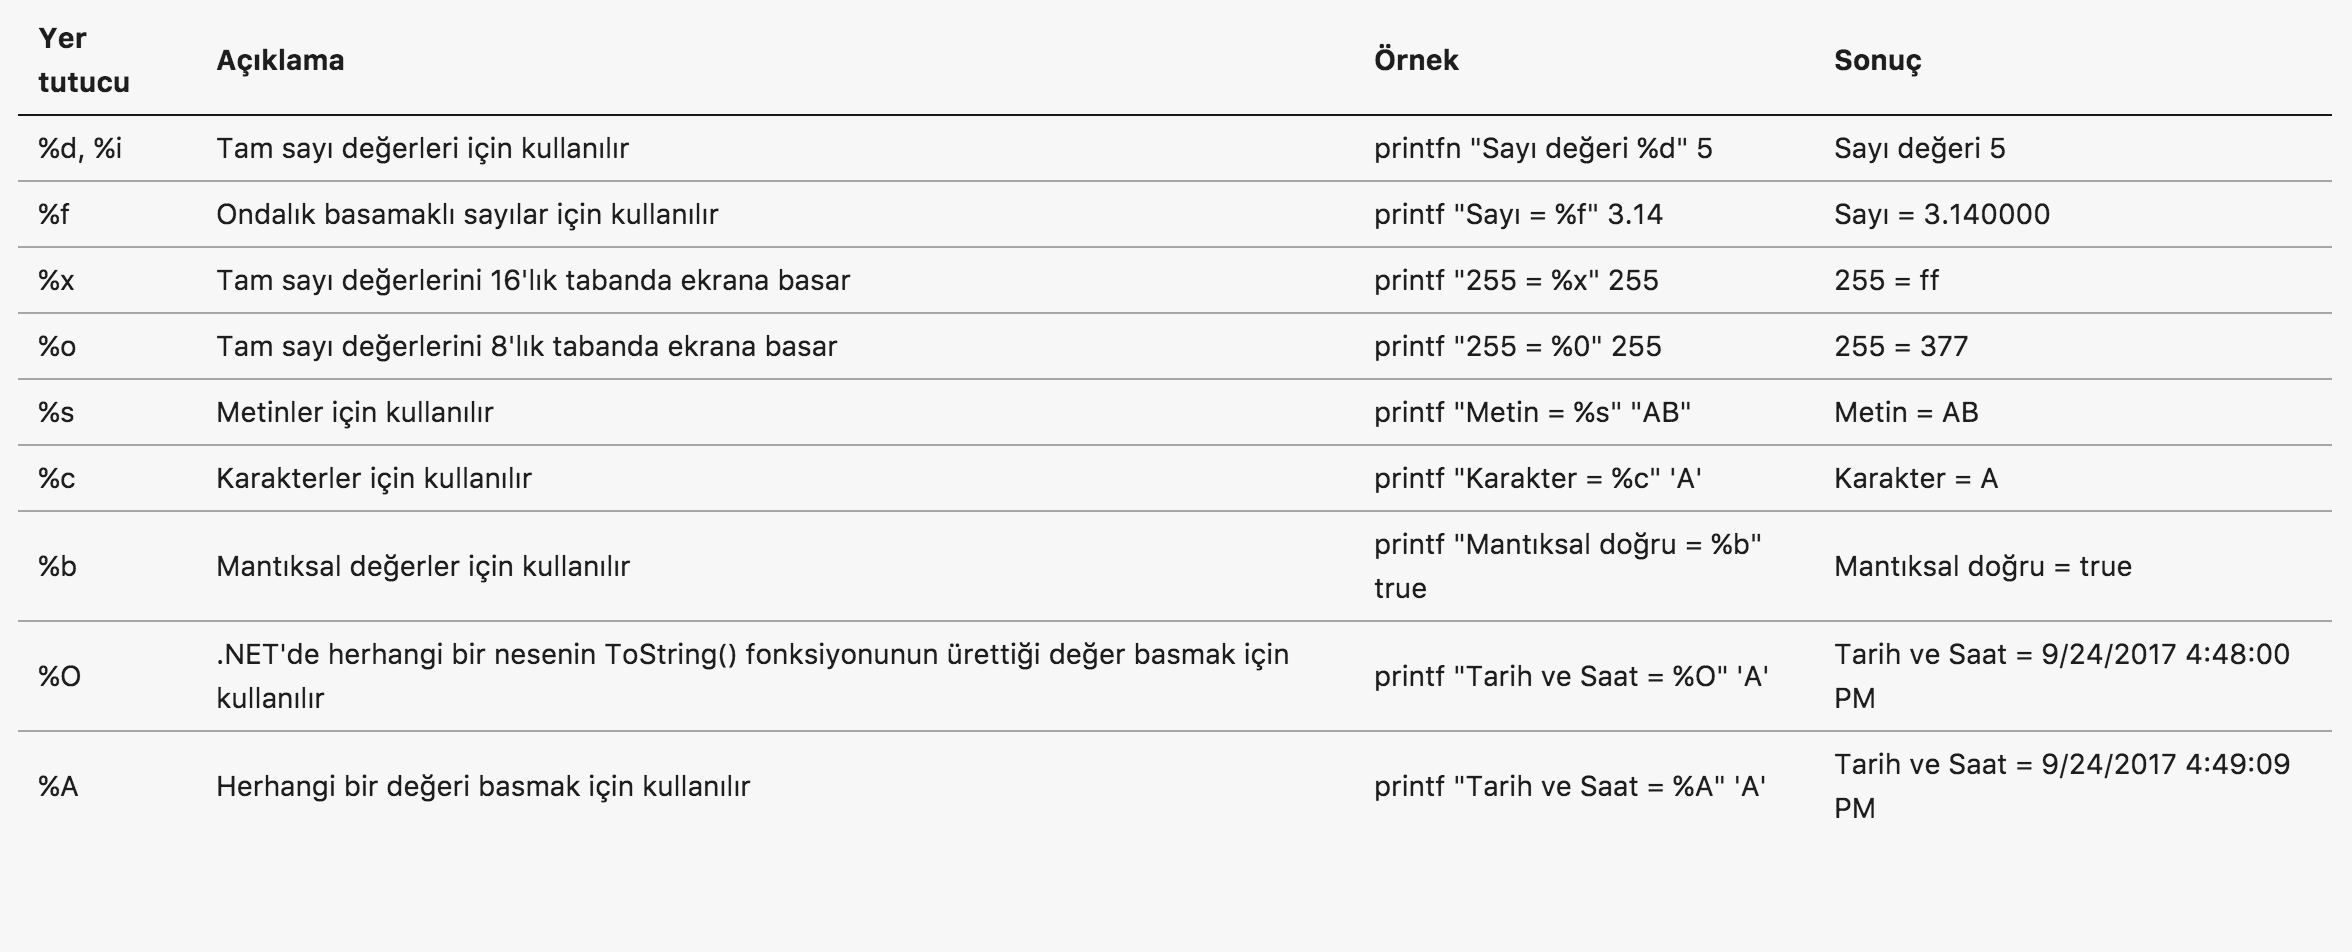 Yer
tutucu
Açıklama
Örnek
Sonuç
%d, %i
Tam sayı değerleri için kullanılır
printfn "Sayı değeri %d" 5
Sayı değeri 5
%f
Ondalık basamaklı sayılar için kullanılır
printf "Sayı = %f" 3.14
Sayı = 3.140000
%x
Tam sayı değerlerini 16'lık tabanda ekrana basar
printf "255 = %x" 255
255 = ff
%o
Tam sayı değerlerini 8'lık tabanda ekrana basar
printf "255 = %0" 255
255 = 377
%s
Metinler için kullanılır
printf "Metin = %s" "AB"
Metin = AB
%c
Karakterler için kullanılır
printf "Karakter = %c" 'A'
Karakter = A
%b
Mantıksal değerler için kullanılır
printf "Mantıksal doğru = %b"
true
Mantıksal doğru = true
%O
.NET'de herhangi bir nesenin ToString() fonksiyonunun ürettiği değer basmak için
kullanılır
printf "Tarih ve Saat = %O" 'A'
Tarih ve Saat = 9/24/2017 4:48:00
PM
%A
Herhangi bir değeri basmak için kullanılır
printf "Tarih ve Saat = %A" 'A'
Tarih ve Saat = 9/24/2017 4:49:09
PM